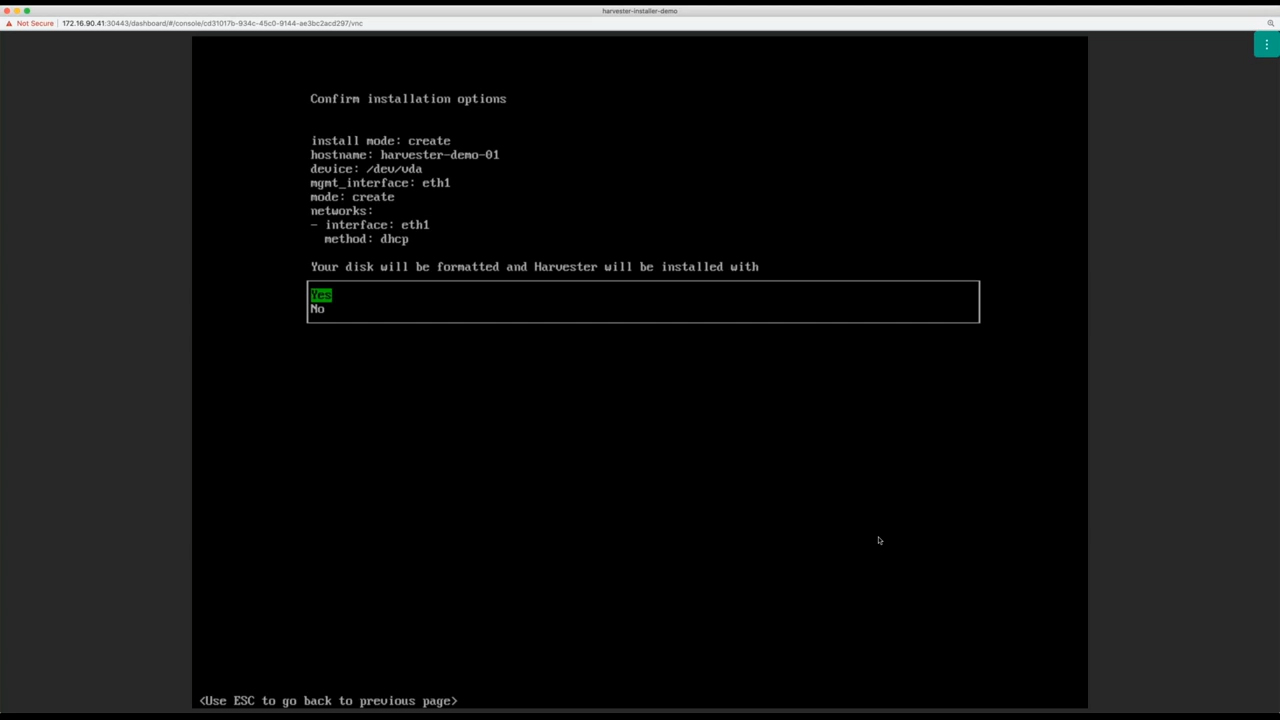 harvester-installer-demo
Not Secure 172.16.90.41:30443/dashboard/#/console/cd31017b-934c-45c0-9144-ae3bc2acd297/vnc
Confirm installation options
install mode: create
hostname: harvester-demo-01
device: /dev/vda
mgmt_interface: eth1
mode: create
networks:
- interface: eth1
method: dhcp
Your disk will be formatted and Harvester will be installed with
Yes
No
<Use ESC to go back to previous page>